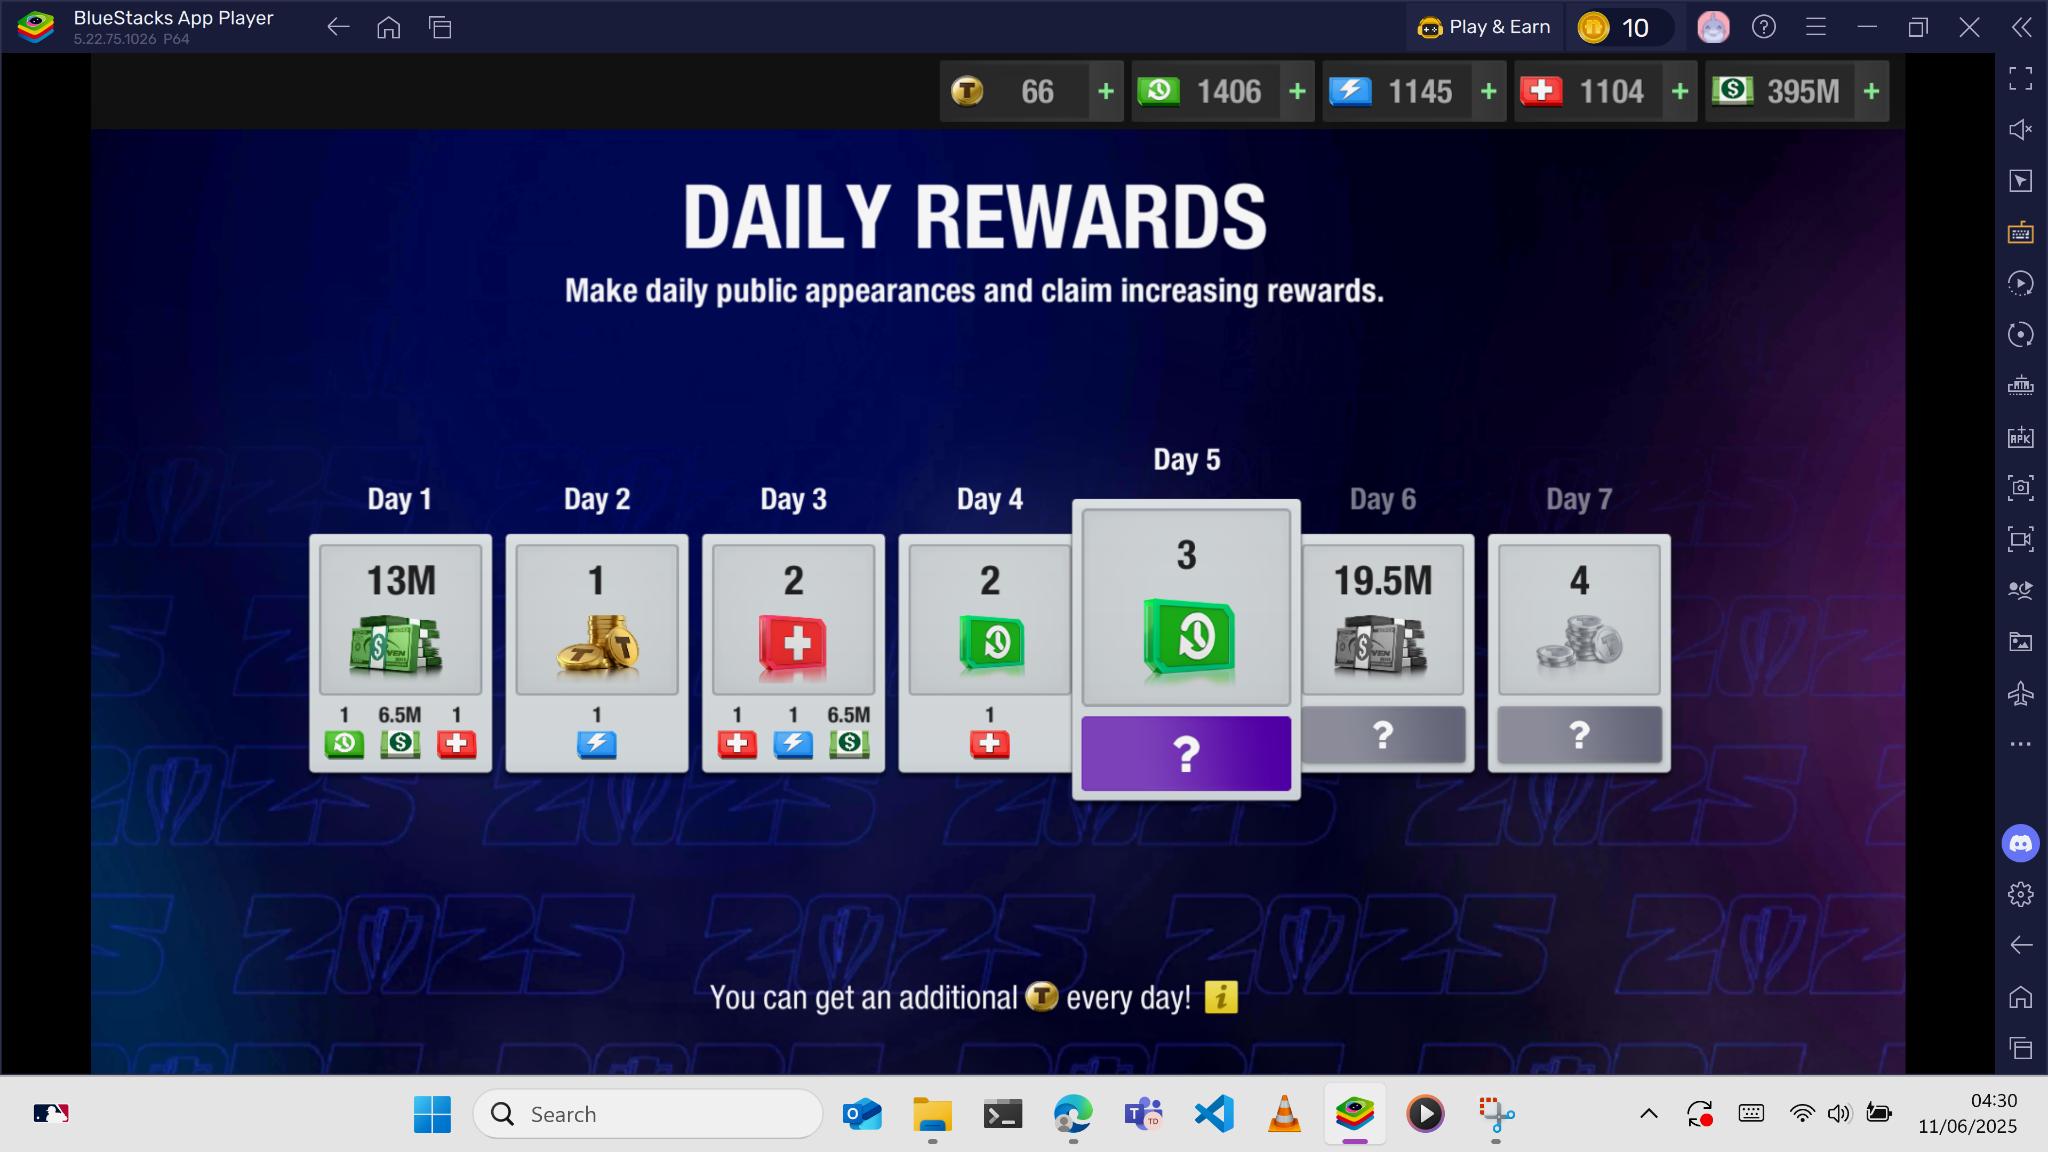 BlueStacks App Player
5.22.75.1026 P64
Play & Earn
10
66 +
1406 +
1145 +
1104 +
395M +
DAILY REWARDS
Make daily public appearances and claim increasing rewards.
Day 1
13M
1 6.5M 1
Day 2
1
1
Day 3
2
1 1 6.5M
Day 4
2
1
Day 5
3
?
Day 6
19.5M
?
Day 7
4
?
You can get an additional T every day! i
2025
APK
Search
04:30
11/06/2025